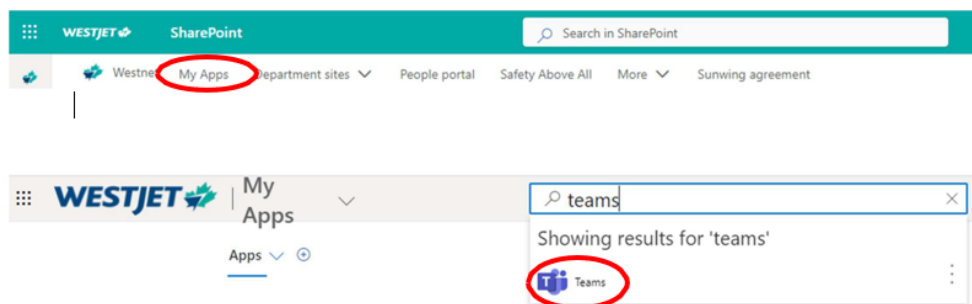 WESTJET SharePoint Search in SharePoint
Westne My Apps Department sites People portal Safety Above All More Sunwing agreement
WESTJET My Apps teams
Showing results for 'teams'
Apps
Teams